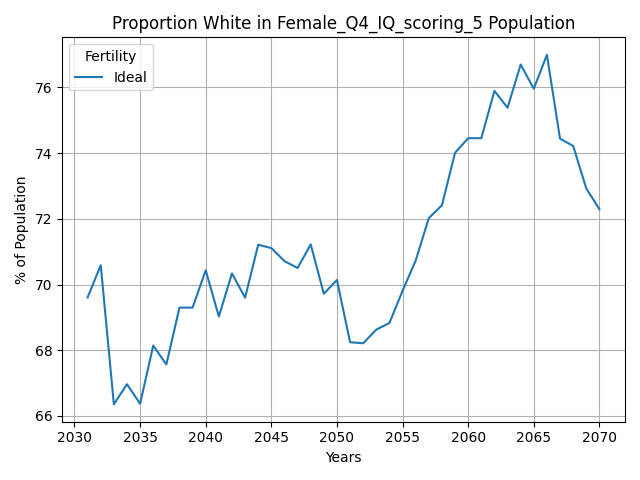 Proportion White in Female_Q4_IQ_scoring_5 Population
Fertility
Ideal
% of Population
76
74
72
70
68
66
2030 2035 2040 2045 2050 2055 2060 2065 2070
Years